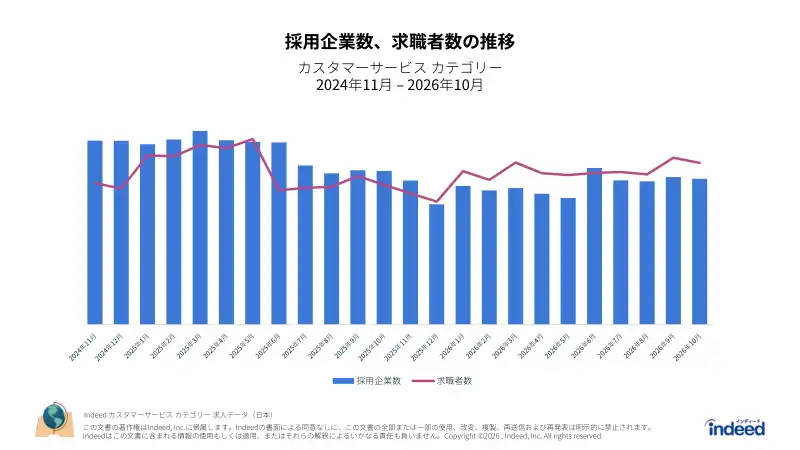 採用企業数、求職者数の推移
カスタマーサービス カテゴリー
2024年11月 – 2026年10月
2024年11月
2024年12月
2025年1月
2025年2月
2025年3月
2025年4月
2025年5月
2025年6月
2025年7月
2025年8月
2025年9月
2025年10月
2025年11月
2025年12月
2026年1月
2026年2月
2026年3月
2026年4月
2026年5月
2026年6月
2026年7月
2026年8月
2026年9月
2026年10月
採用企業数 求職者数
Indeed カスタマーサービス カテゴリー 求人データ（日本）
この文書の著作権はIndeed, Inc.に帰属します。Indeedの書面による同意なしに、この文書の全部または一部の使用、改変、複製、再送信および再発表は明示的に禁止されます。
Indeedはこの文書に含まれる情報の使用もしくは適用、またはそれらの解釈によるいかなる責任も負いません。Copyright ©2026 , Indeed, Inc. All rights reserved.
インディード
indeed